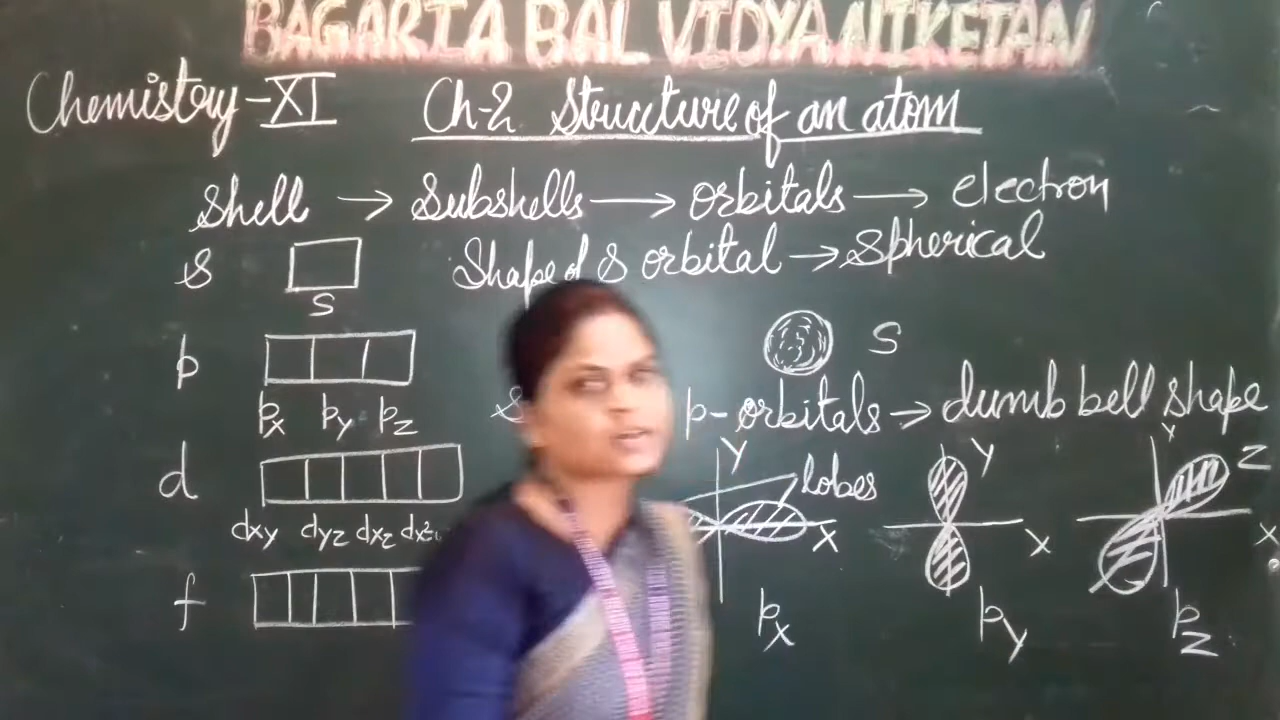 BAGARIA BAL VIDYA NIKETAN
Chemistry-XI Ch-2 Structure of an atom
Shell → Subshells → orbitals → electron
s
s
Shape of s orbital → Spherical
s
p
px py pz
p-orbitals → dumb bell shape
Y
lobes
X
px
Y
X
py
Y
Z
X
pz
d
dxy dyz dxz
f